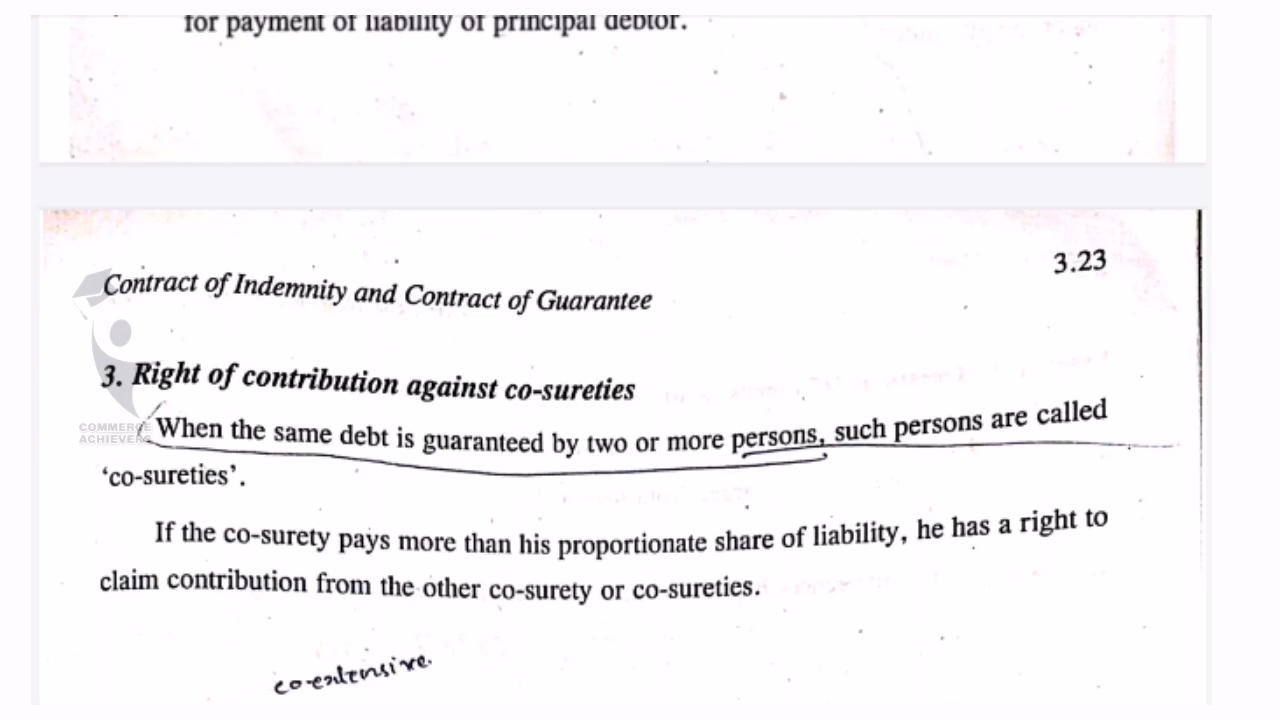 for payment of liability of principal debtor.
3.23
Contract of Indemnity and Contract of Guarantee
3. Right of contribution against co-sureties
COMMERCE
ACHIEVERS
When the same debt is guaranteed by two or more persons, such persons are called
‘co-sureties’.
If the co-surety pays more than his proportionate share of liability, he has a right to
claim contribution from the other co-surety or co-sureties.
co-extensive.